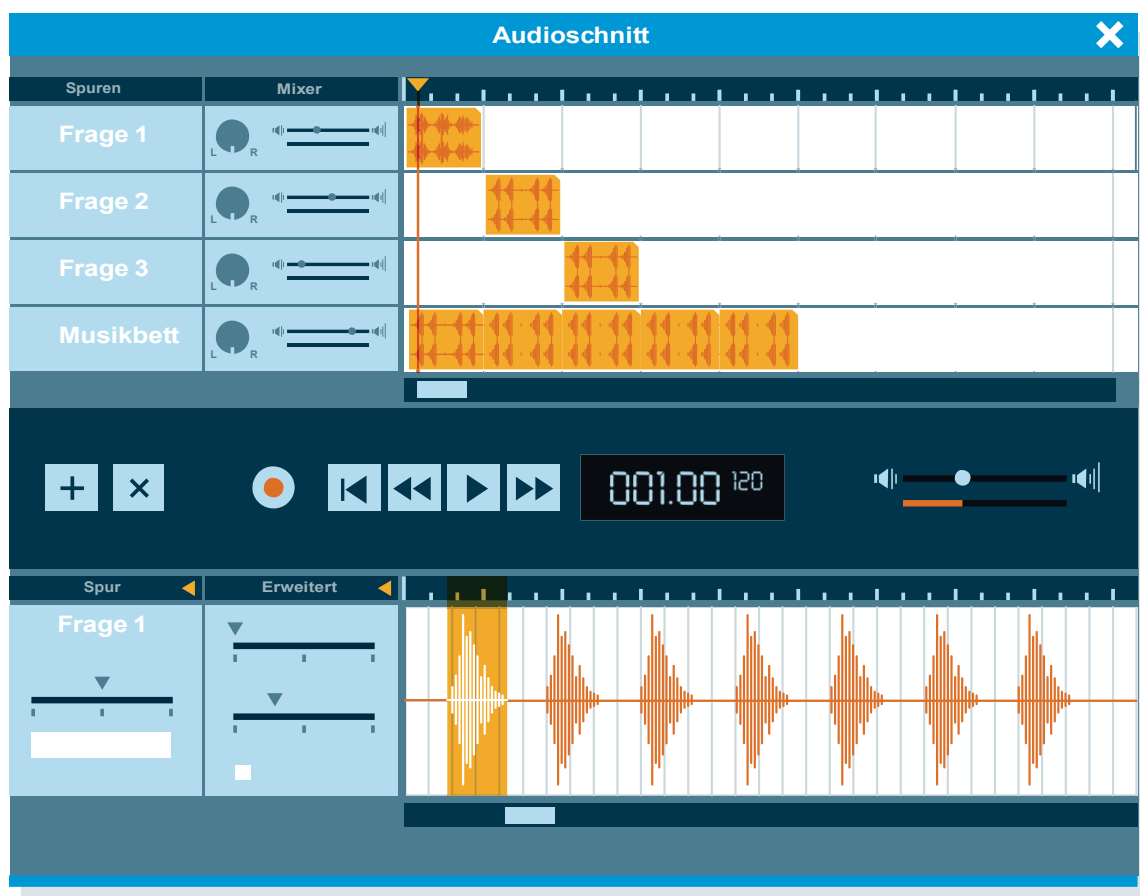 Audioschnitt
Spuren Mixer
Frage 1
L R
Frage 2
L R
Frage 3
L R
Musikbett
L R
001.00 120
Spur Erweitert
Frage 1